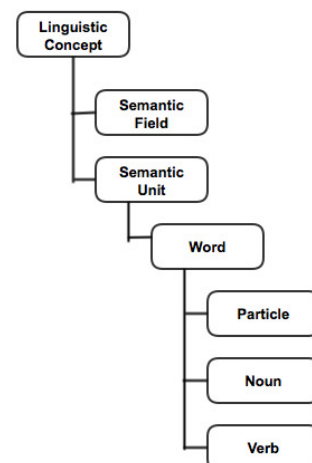 Linguistic
Concept
Semantic
Field
Semantic
Unit
Word
Particle
Noun
Verb